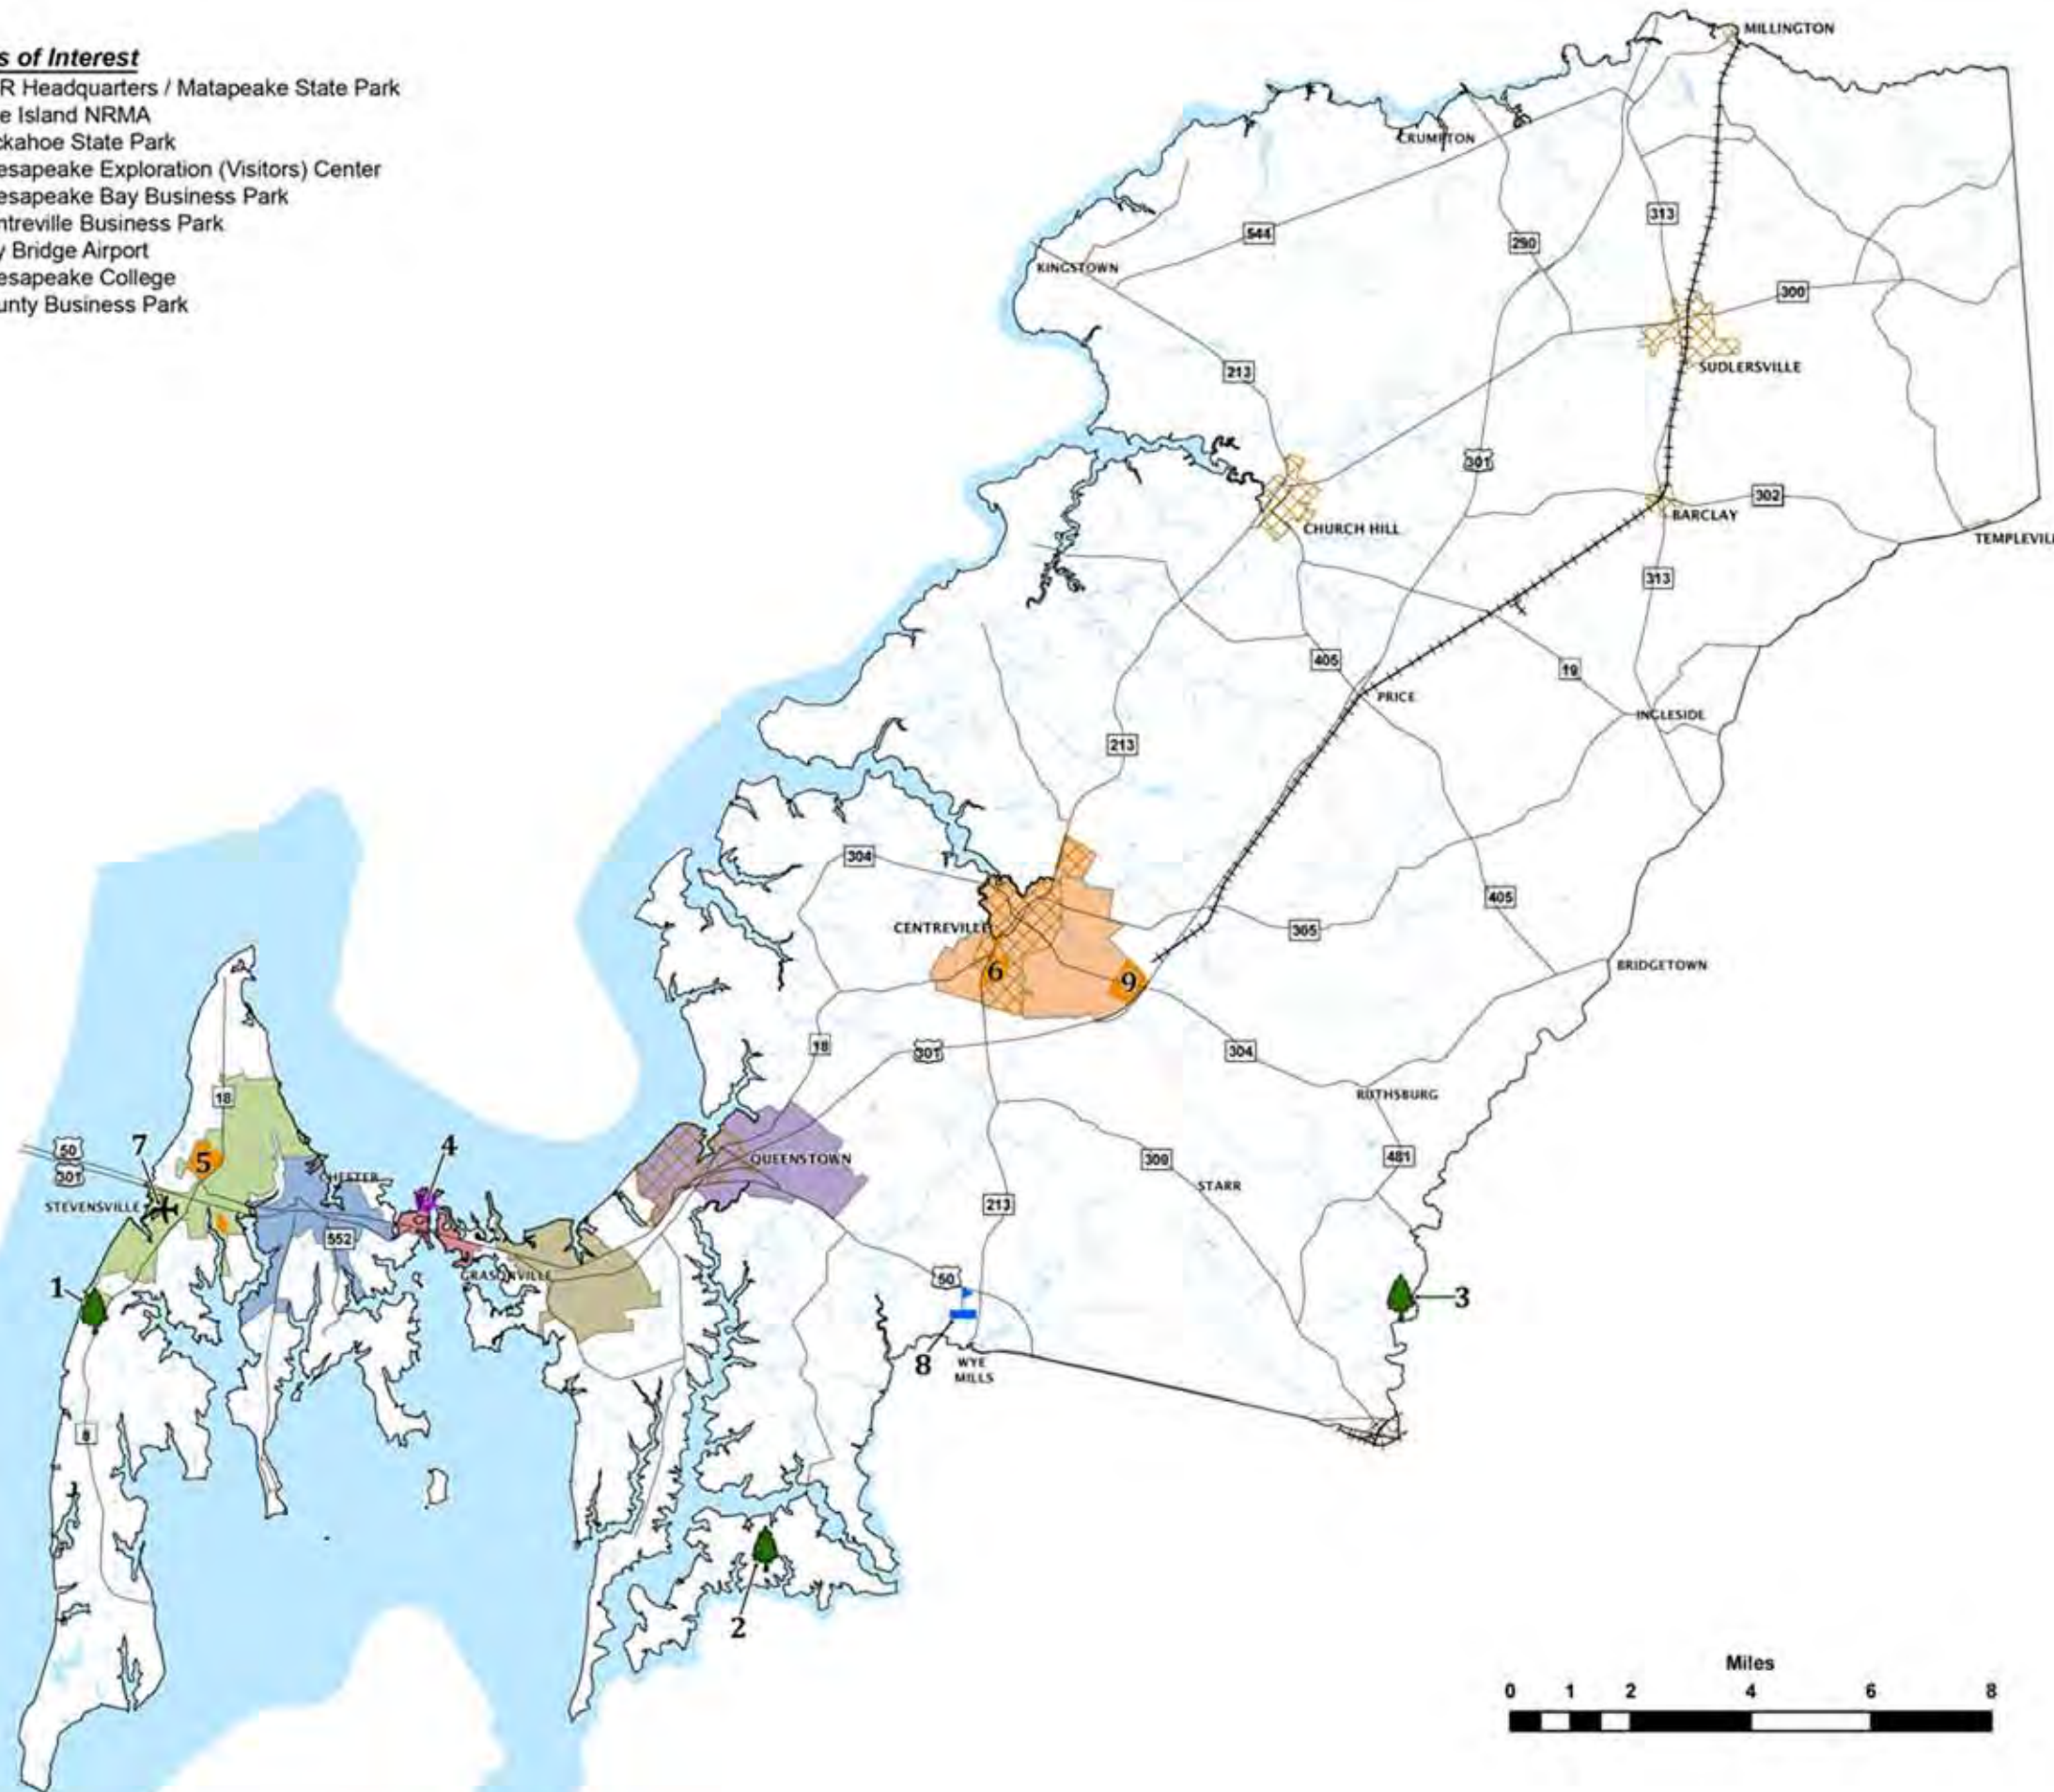 s of Interest
R Headquarters / Matapeake State Park
e Island NRMA
ckahoe State Park
esapeake Exploration (Visitors) Center
esapeake Bay Business Park
ntreville Business Park
y Bridge Airport
esapeake College
unty Business Park
MILLINGTON
CRUMPTON
313
544
290
KINGSTOWN
300
213
SUDLERSVILLE
301
302
BARCLAY
CHURCH HILL
TEMPLEVIL
313
405
19
PRICE
INGLESIDE
213
304
405
CENTREVILLE
305
6
9
BRIDGETOWN
18
301
304
18
RUTHSBURG
7
4
50
5
QUEENSTOWN
309
481
301
CHESTER
STARR
STEVENSVILLE
213
552
GRASONVILLE
50
1
3
8
WYE
MILLS
8
2
Miles
0 1 2 4 6 8